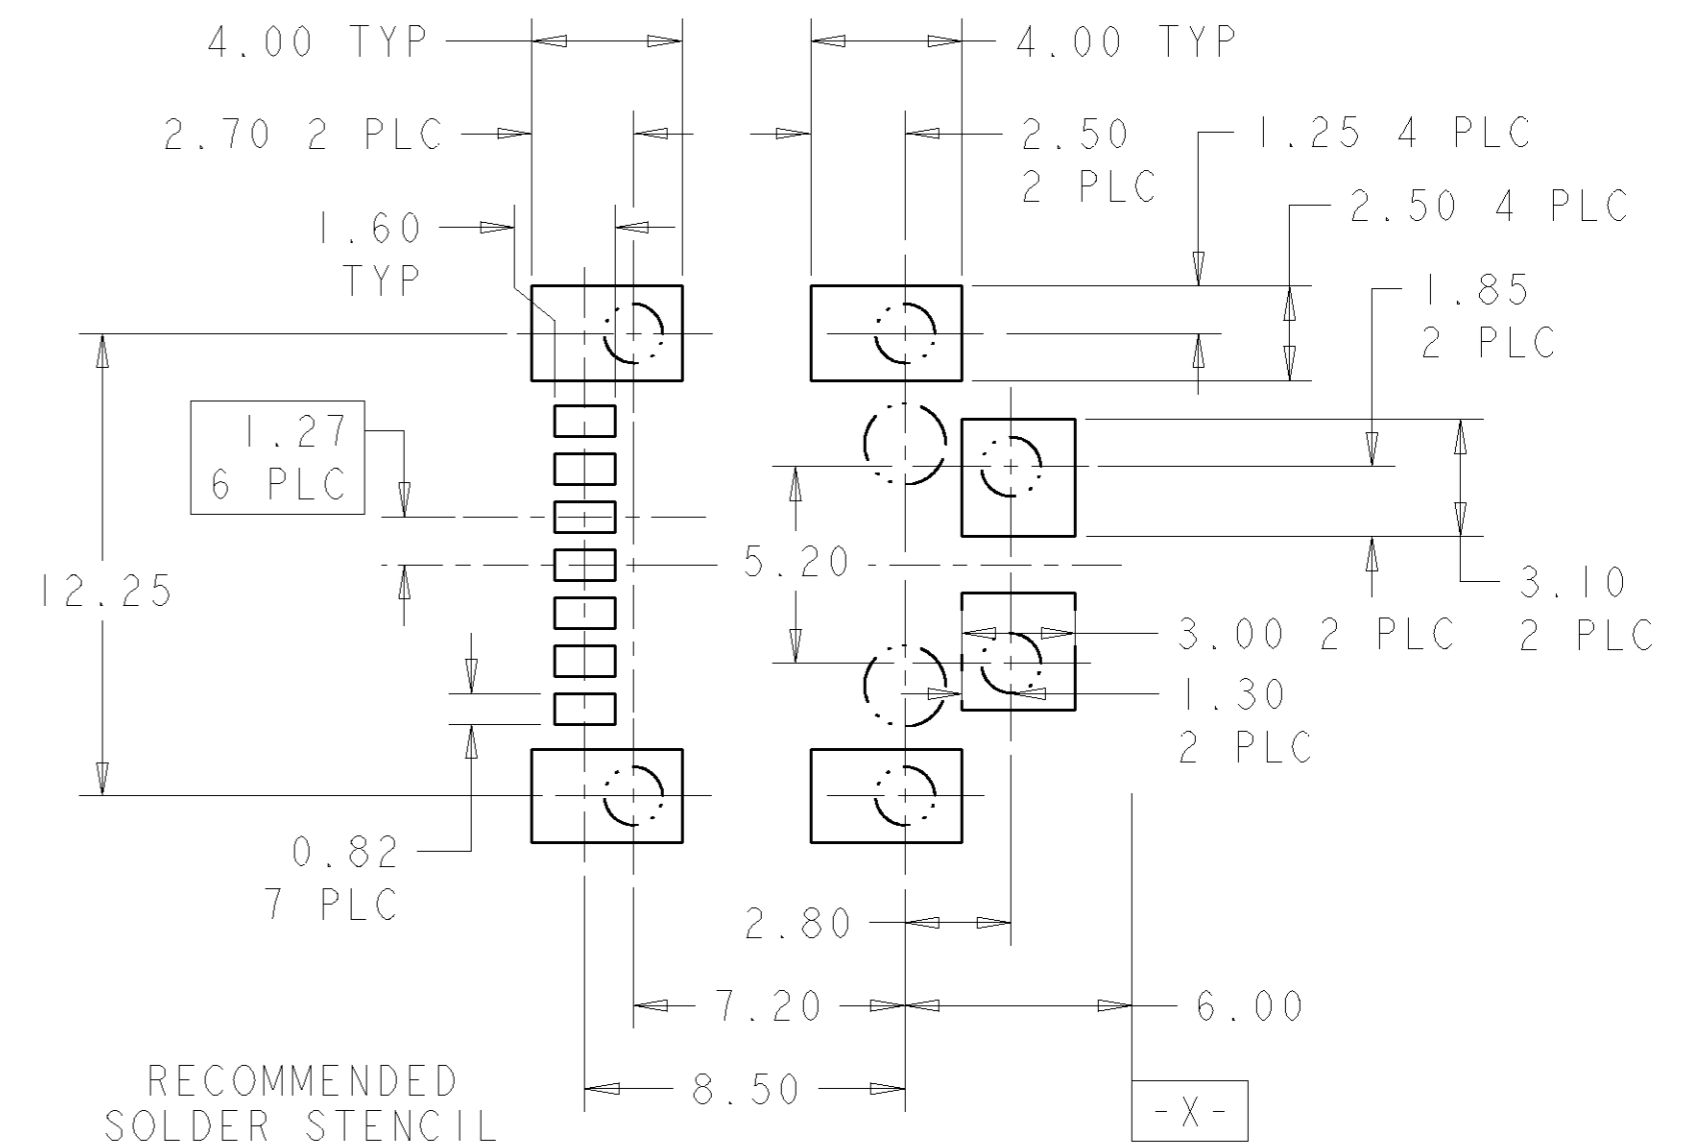 4.00 TYP
4.00 TYP
2.70 2 PLC
2.50
2 PLC
1.25 4 PLC
2.50 4 PLC
1.60
TYP
1.85
2 PLC
1.27
6 PLC
12.25
5.20
3.10
2 PLC
3.00 2 PLC
1.30
2 PLC
0.82
7 PLC
2.80
7.20
6.00
8.50
RECOMMENDED
SOLDER STENCIL
-X-